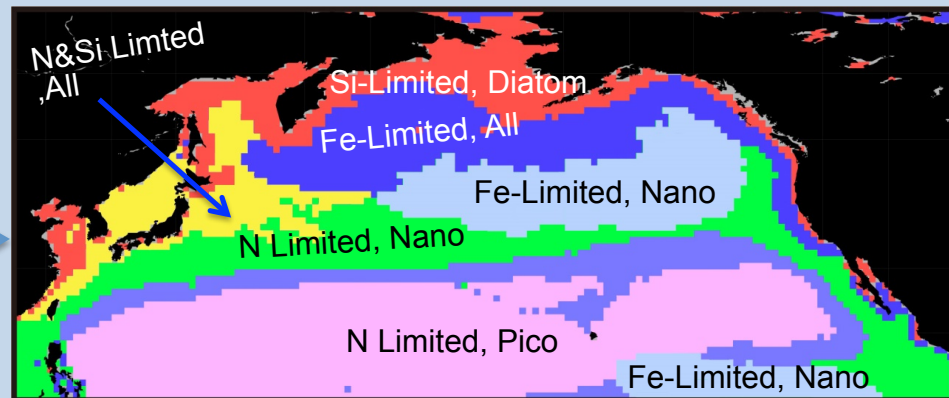 N&Si Limted
,All
Si-Limited, Diatom
Fe-Limited, All
Fe-Limited, Nano
N Limited, Nano
N Limited, Pico
Fe-Limited, Nano